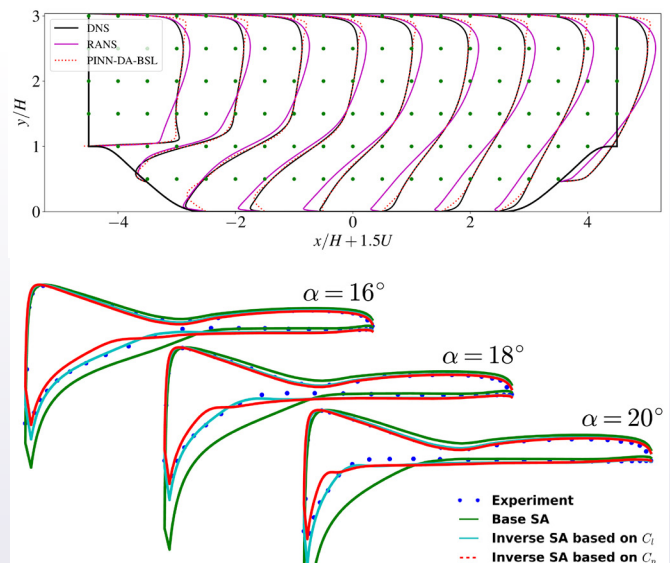 3
2
1
0
y/H
DNS
RANS
PINN-DA-BSL
−4 −2 0 2 4
x/H + 1.5U
α = 16°
α = 18°
α = 20°
Experiment
Base SA
Inverse SA based on C_l
Inverse SA based on C_n